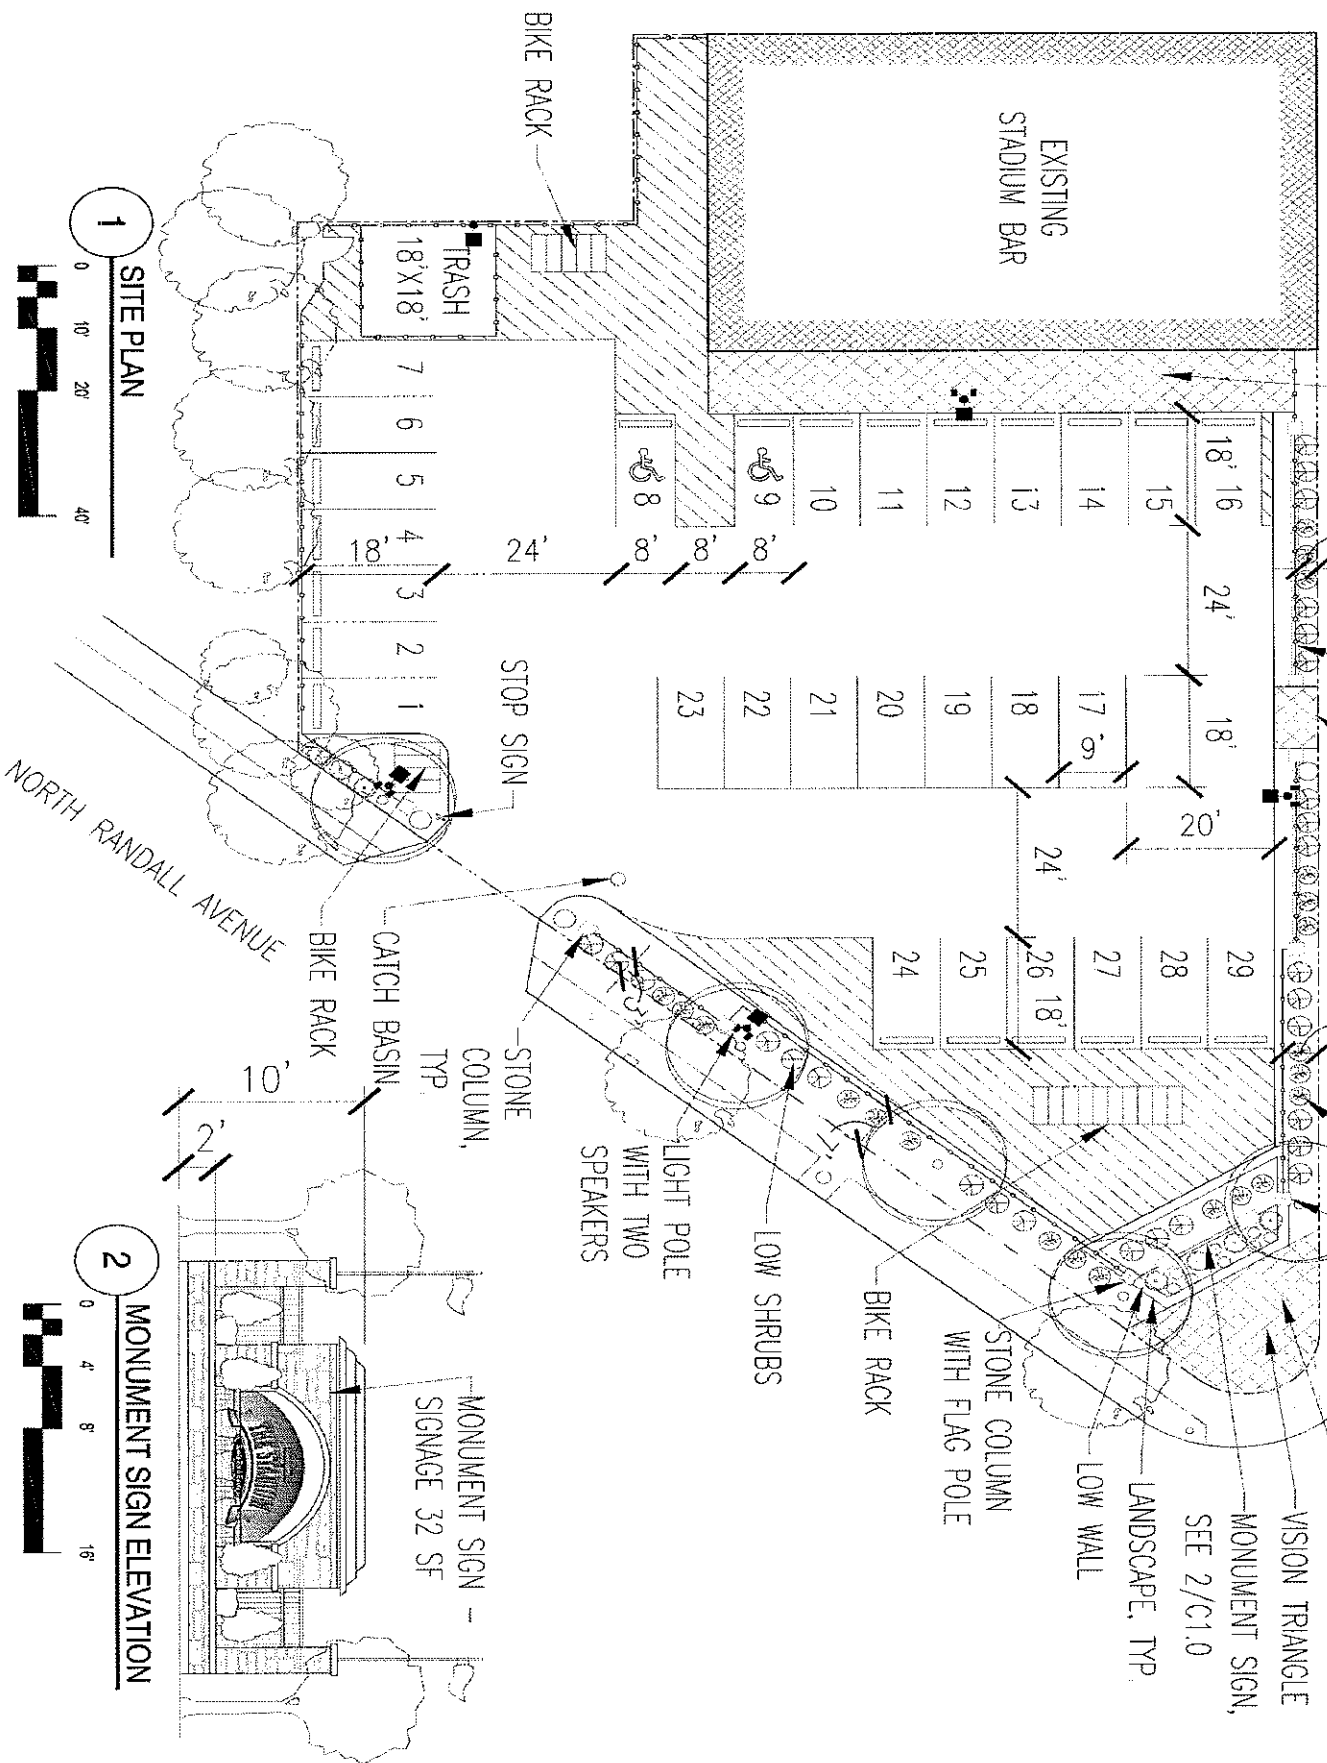 EXISTING
STADIUM BAR
BIKE RACK
TRASH
18'X18'
7
6
5
4
3
2
1
8
9
10
11
12
13
14
15
16
18'
24'
18'
18'
24'
8'
8'
8'
23
22
21
20
19
18
17
9'
20'
24'
24
25
26
27
28
29
18'
STOP SIGN
NORTH RANDALL AVENUE
BIKE RACK
CATCH BASIN
STONE
COLUMN,
TYP.
3'
7'
LIGHT POLE
WITH TWO
SPEAKERS
LOW SHRUBS
BIKE RACK
STONE COLUMN
WITH FLAG POLE
LOW WALL
LANDSCAPE, TYP.
MONUMENT SIGN,
SEE 2/C1.0
VISION TRIANGLE
1
SITE PLAN
0 10' 20' 40'
10'
2'
MONUMENT SIGN -
SIGNAGE 32 SF
THE STADIUM
2
MONUMENT SIGN ELEVATION
0 4' 8' 16'